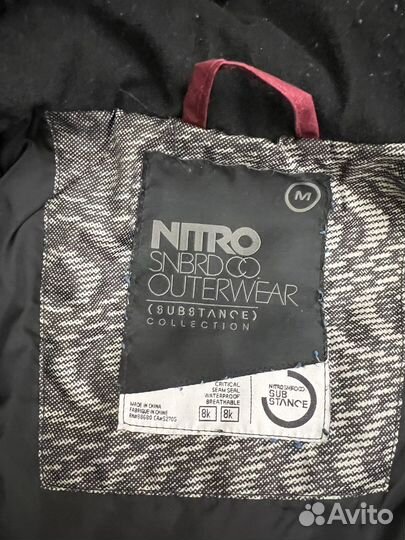 M
NITRO
SNBRD CO
OUTERWEAR
(SUBSTANCE)
COLLECTION
CRITICAL
SEAM SEAL
WATERPROOF
BREATHABLE
8k 8k
MADE IN CHINA
FABRIQUE EN CHINE
NITROSNBRDCO
SUB
STANCE
Avito